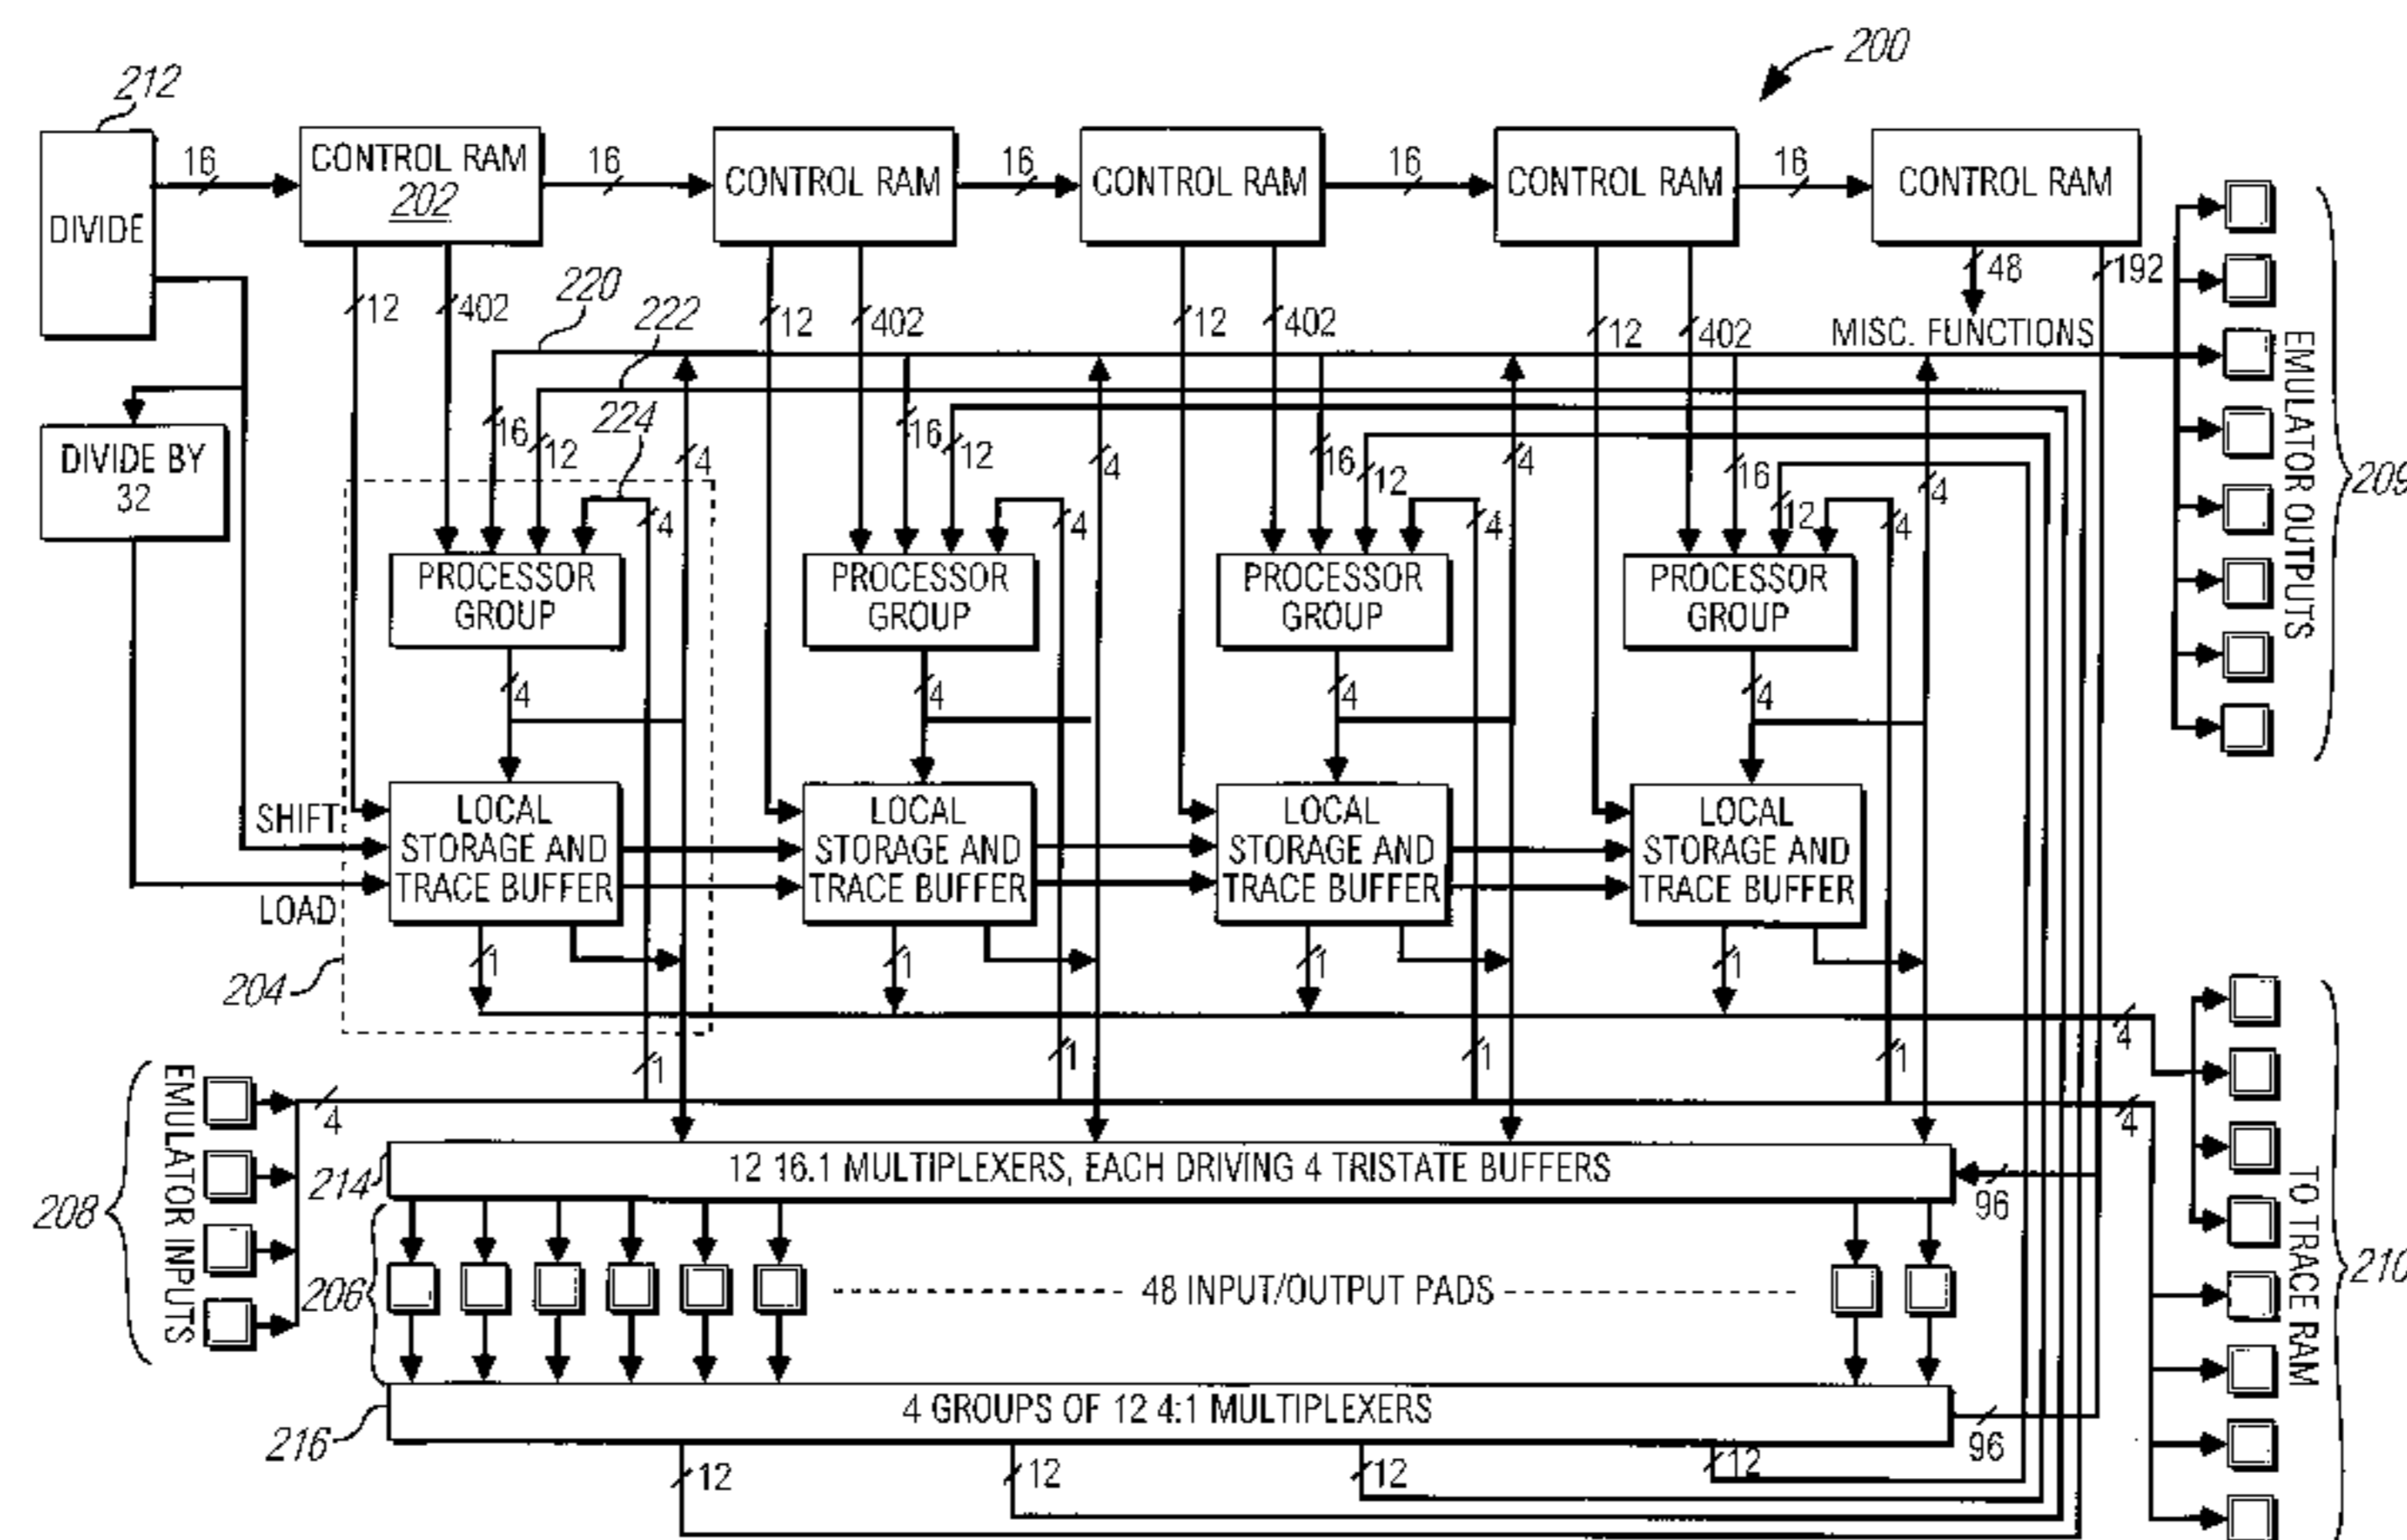 200
212
DIVIDE
16
CONTROL RAM
202
16
CONTROL RAM
16
CONTROL RAM
16
CONTROL RAM
16
CONTROL RAM
12
402
220
222
12
402
12
402
12
402
48
192
MISC. FUNCTIONS
EMULATOR OUTPUTS
209
DIVIDE BY
32
16
12
224
4
16
12
4
16
12
4
16
12
4
4
4
4
4
PROCESSOR
GROUP
PROCESSOR
GROUP
PROCESSOR
GROUP
PROCESSOR
GROUP
4
4
4
4
SHIFT
LOAD
LOCAL
STORAGE AND
TRACE BUFFER
LOCAL
STORAGE AND
TRACE BUFFER
LOCAL
STORAGE AND
TRACE BUFFER
LOCAL
STORAGE AND
TRACE BUFFER
204
1
1
1
1
4
1
1
1
1
208
EMULATOR INPUTS
4
4
214
12 16.1 MULTIPLEXERS, EACH DRIVING 4 TRISTATE BUFFERS
96
206
48 INPUT/OUTPUT PADS
TO TRACE RAM
210
216
4 GROUPS OF 12 4:1 MULTIPLEXERS
96
12
12
12
12